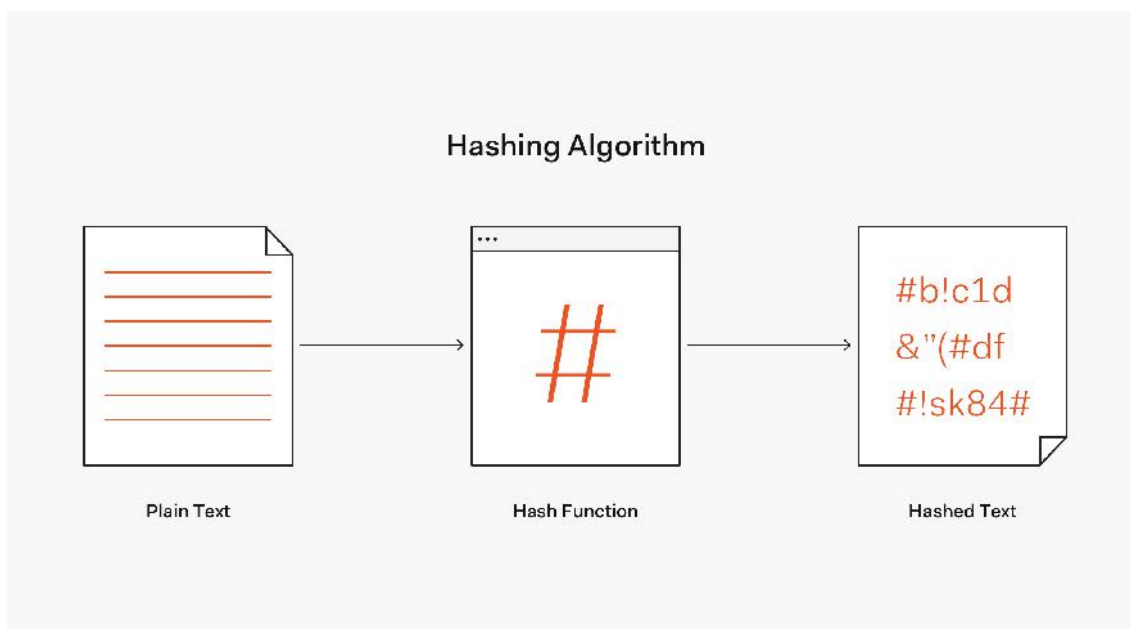 Hashing Algorithm
#
#b!c1d
&”(#df
#!sk84#
Plain Text
Hash Function
Hashed Text